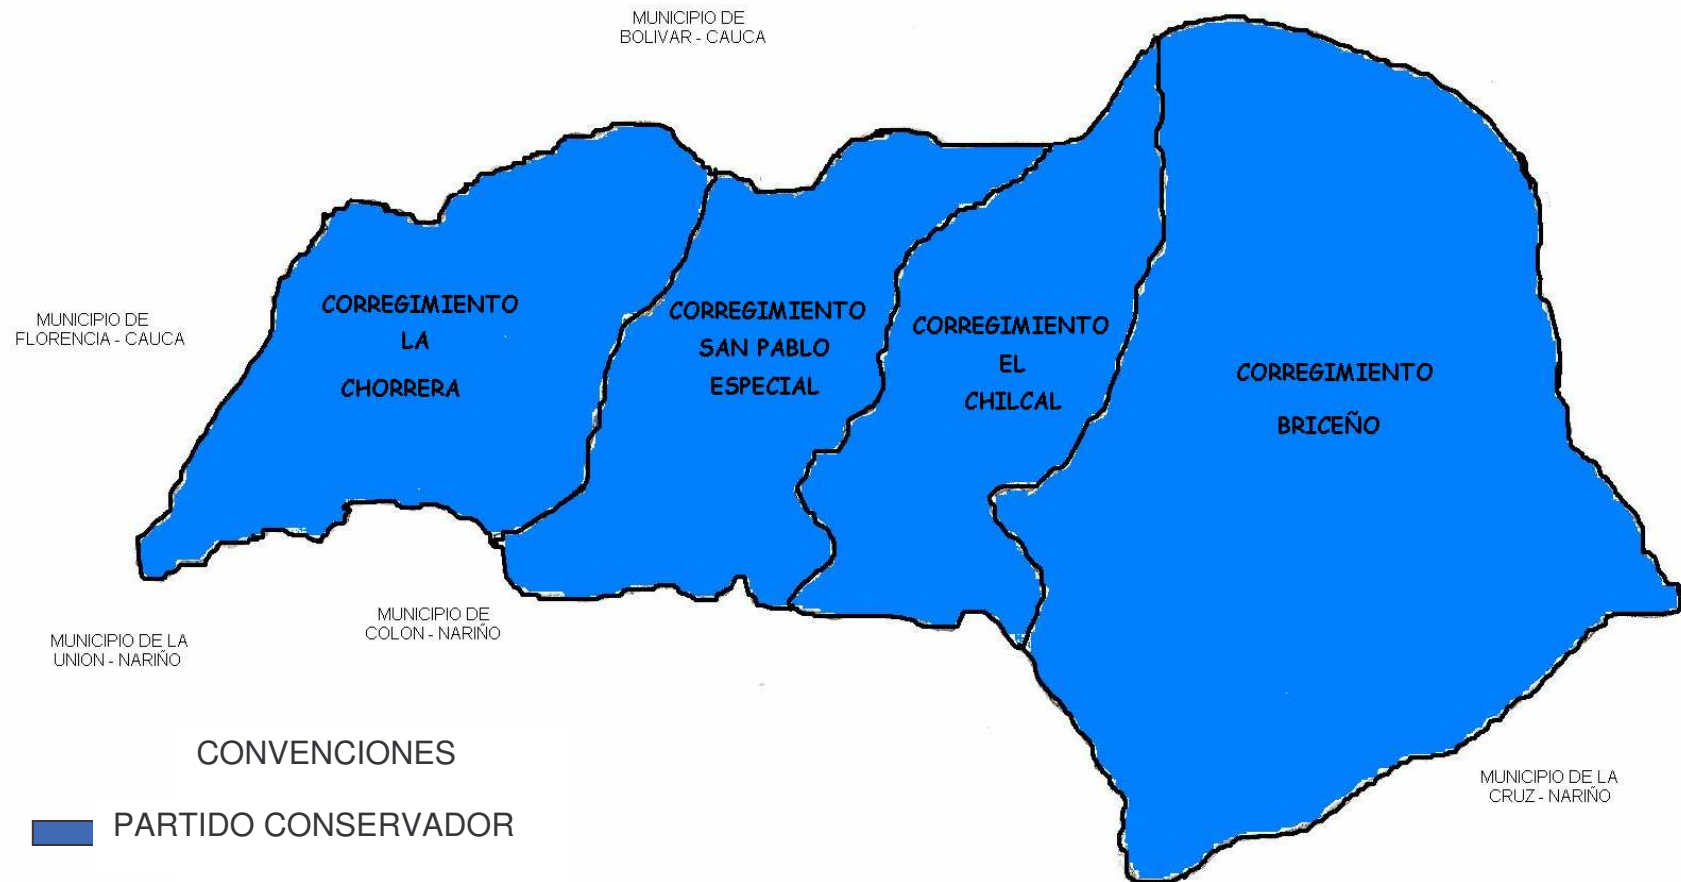 MUNICIPIO DE
BOLIVAR - CAUCA
MUNICIPIO DE
FLORENCIA - CAUCA
CORREGIMIENTO
LA
CHORRERA
CORREGIMIENTO
SAN PABLO
ESPECIAL
CORREGIMIENTO
EL
CHILCAL
CORREGIMIENTO
BRICEÑO
MUNICIPIO DE LA
UNION - NARIÑO
MUNICIPIO DE
COLON - NARIÑO
MUNICIPIO DE LA
CRUZ - NARIÑO
CONVENCIONES
PARTIDO CONSERVADOR